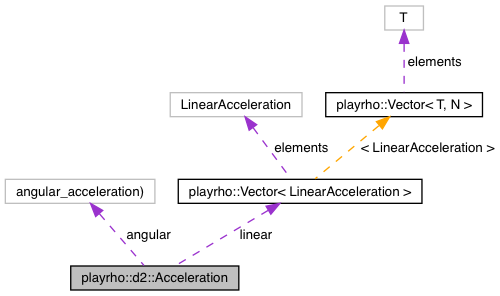 T
elements
LinearAcceleration
playrho::Vector< T, N >
elements
< LinearAcceleration >
angular_acceleration)
playrho::Vector< LinearAcceleration >
angular
linear
playrho::d2::Acceleration